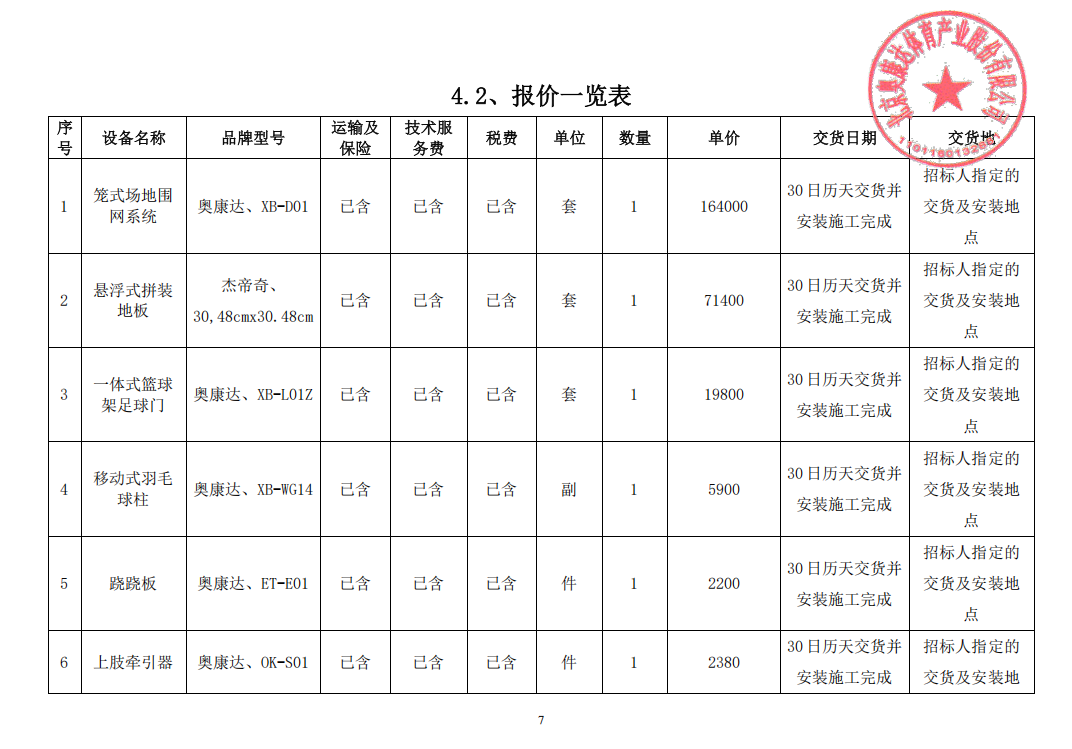 北京奥康达体育产业股份有限公司
4.2、报价一览表
序号 设备名称 品牌型号 运输及保险 技术服务费 税费 单位 数量 单价 交货日期 交货地
1 笼式场地围网系统 奥康达、XB-D01 已含 已含 已含 套 1 164000 30日历天交货并安装施工完成 招标人指定的交货及安装地点
2 悬浮式拼装地板 杰帝奇、30,48cmx30.48cm 已含 已含 已含 套 1 71400 30日历天交货并安装施工完成 招标人指定的交货及安装地点
3 一体式篮球架足球门 奥康达、XB-L01Z 已含 已含 已含 套 1 19800 30日历天交货并安装施工完成 招标人指定的交货及安装地点
4 移动式羽毛球柱 奥康达、XB-WG14 已含 已含 已含 副 1 5900 30日历天交货并安装施工完成 招标人指定的交货及安装地点
5 跷跷板 奥康达、ET-E01 已含 已含 已含 件 1 2200 30日历天交货并安装施工完成 招标人指定的交货及安装地点
6 上肢牵引器 奥康达、OK-S01 已含 已含 已含 件 1 2380 30日历天交货并安装施工完成 招标人指定的交货及安装地
7